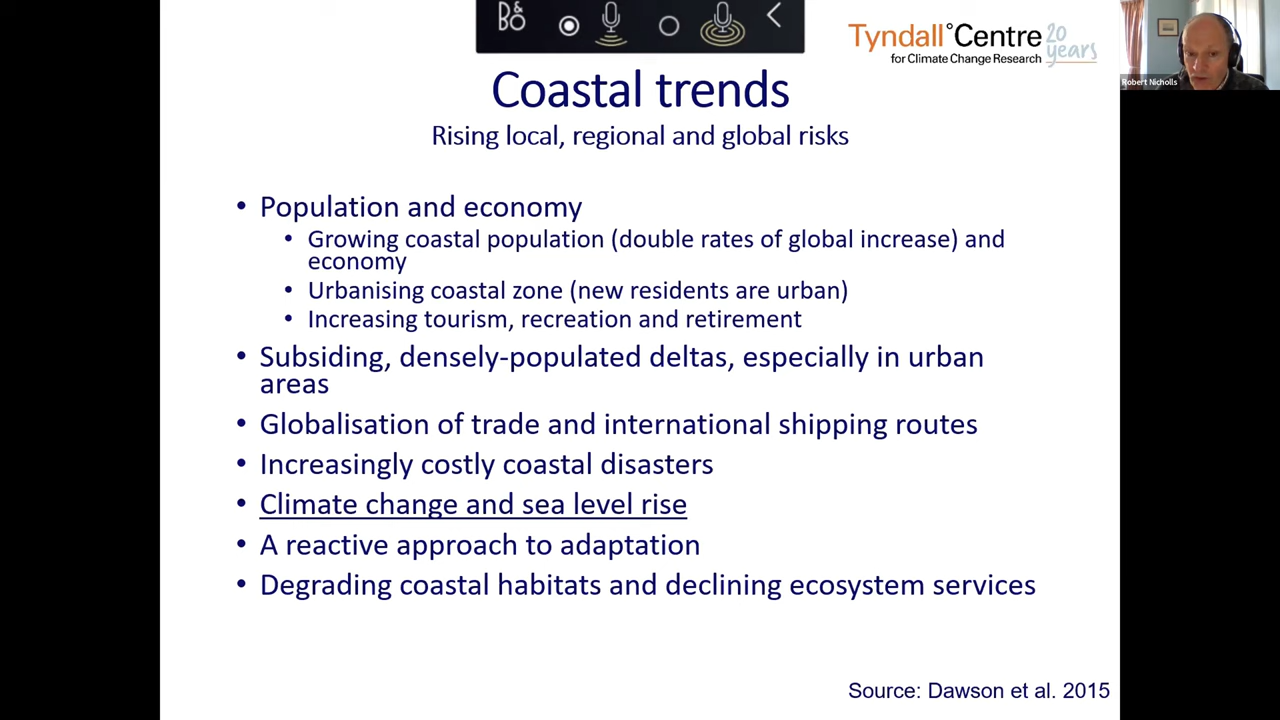 B&O
Tyndall°Centre 20 years
for Climate Change Research
Robert Nicholls
Coastal trends
Rising local, regional and global risks
• Population and economy
• Growing coastal population (double rates of global increase) and
economy
• Urbanising coastal zone (new residents are urban)
• Increasing tourism, recreation and retirement
• Subsiding, densely-populated deltas, especially in urban
areas
• Globalisation of trade and international shipping routes
• Increasingly costly coastal disasters
• Climate change and sea level rise
• A reactive approach to adaptation
• Degrading coastal habitats and declining ecosystem services
Source: Dawson et al. 2015